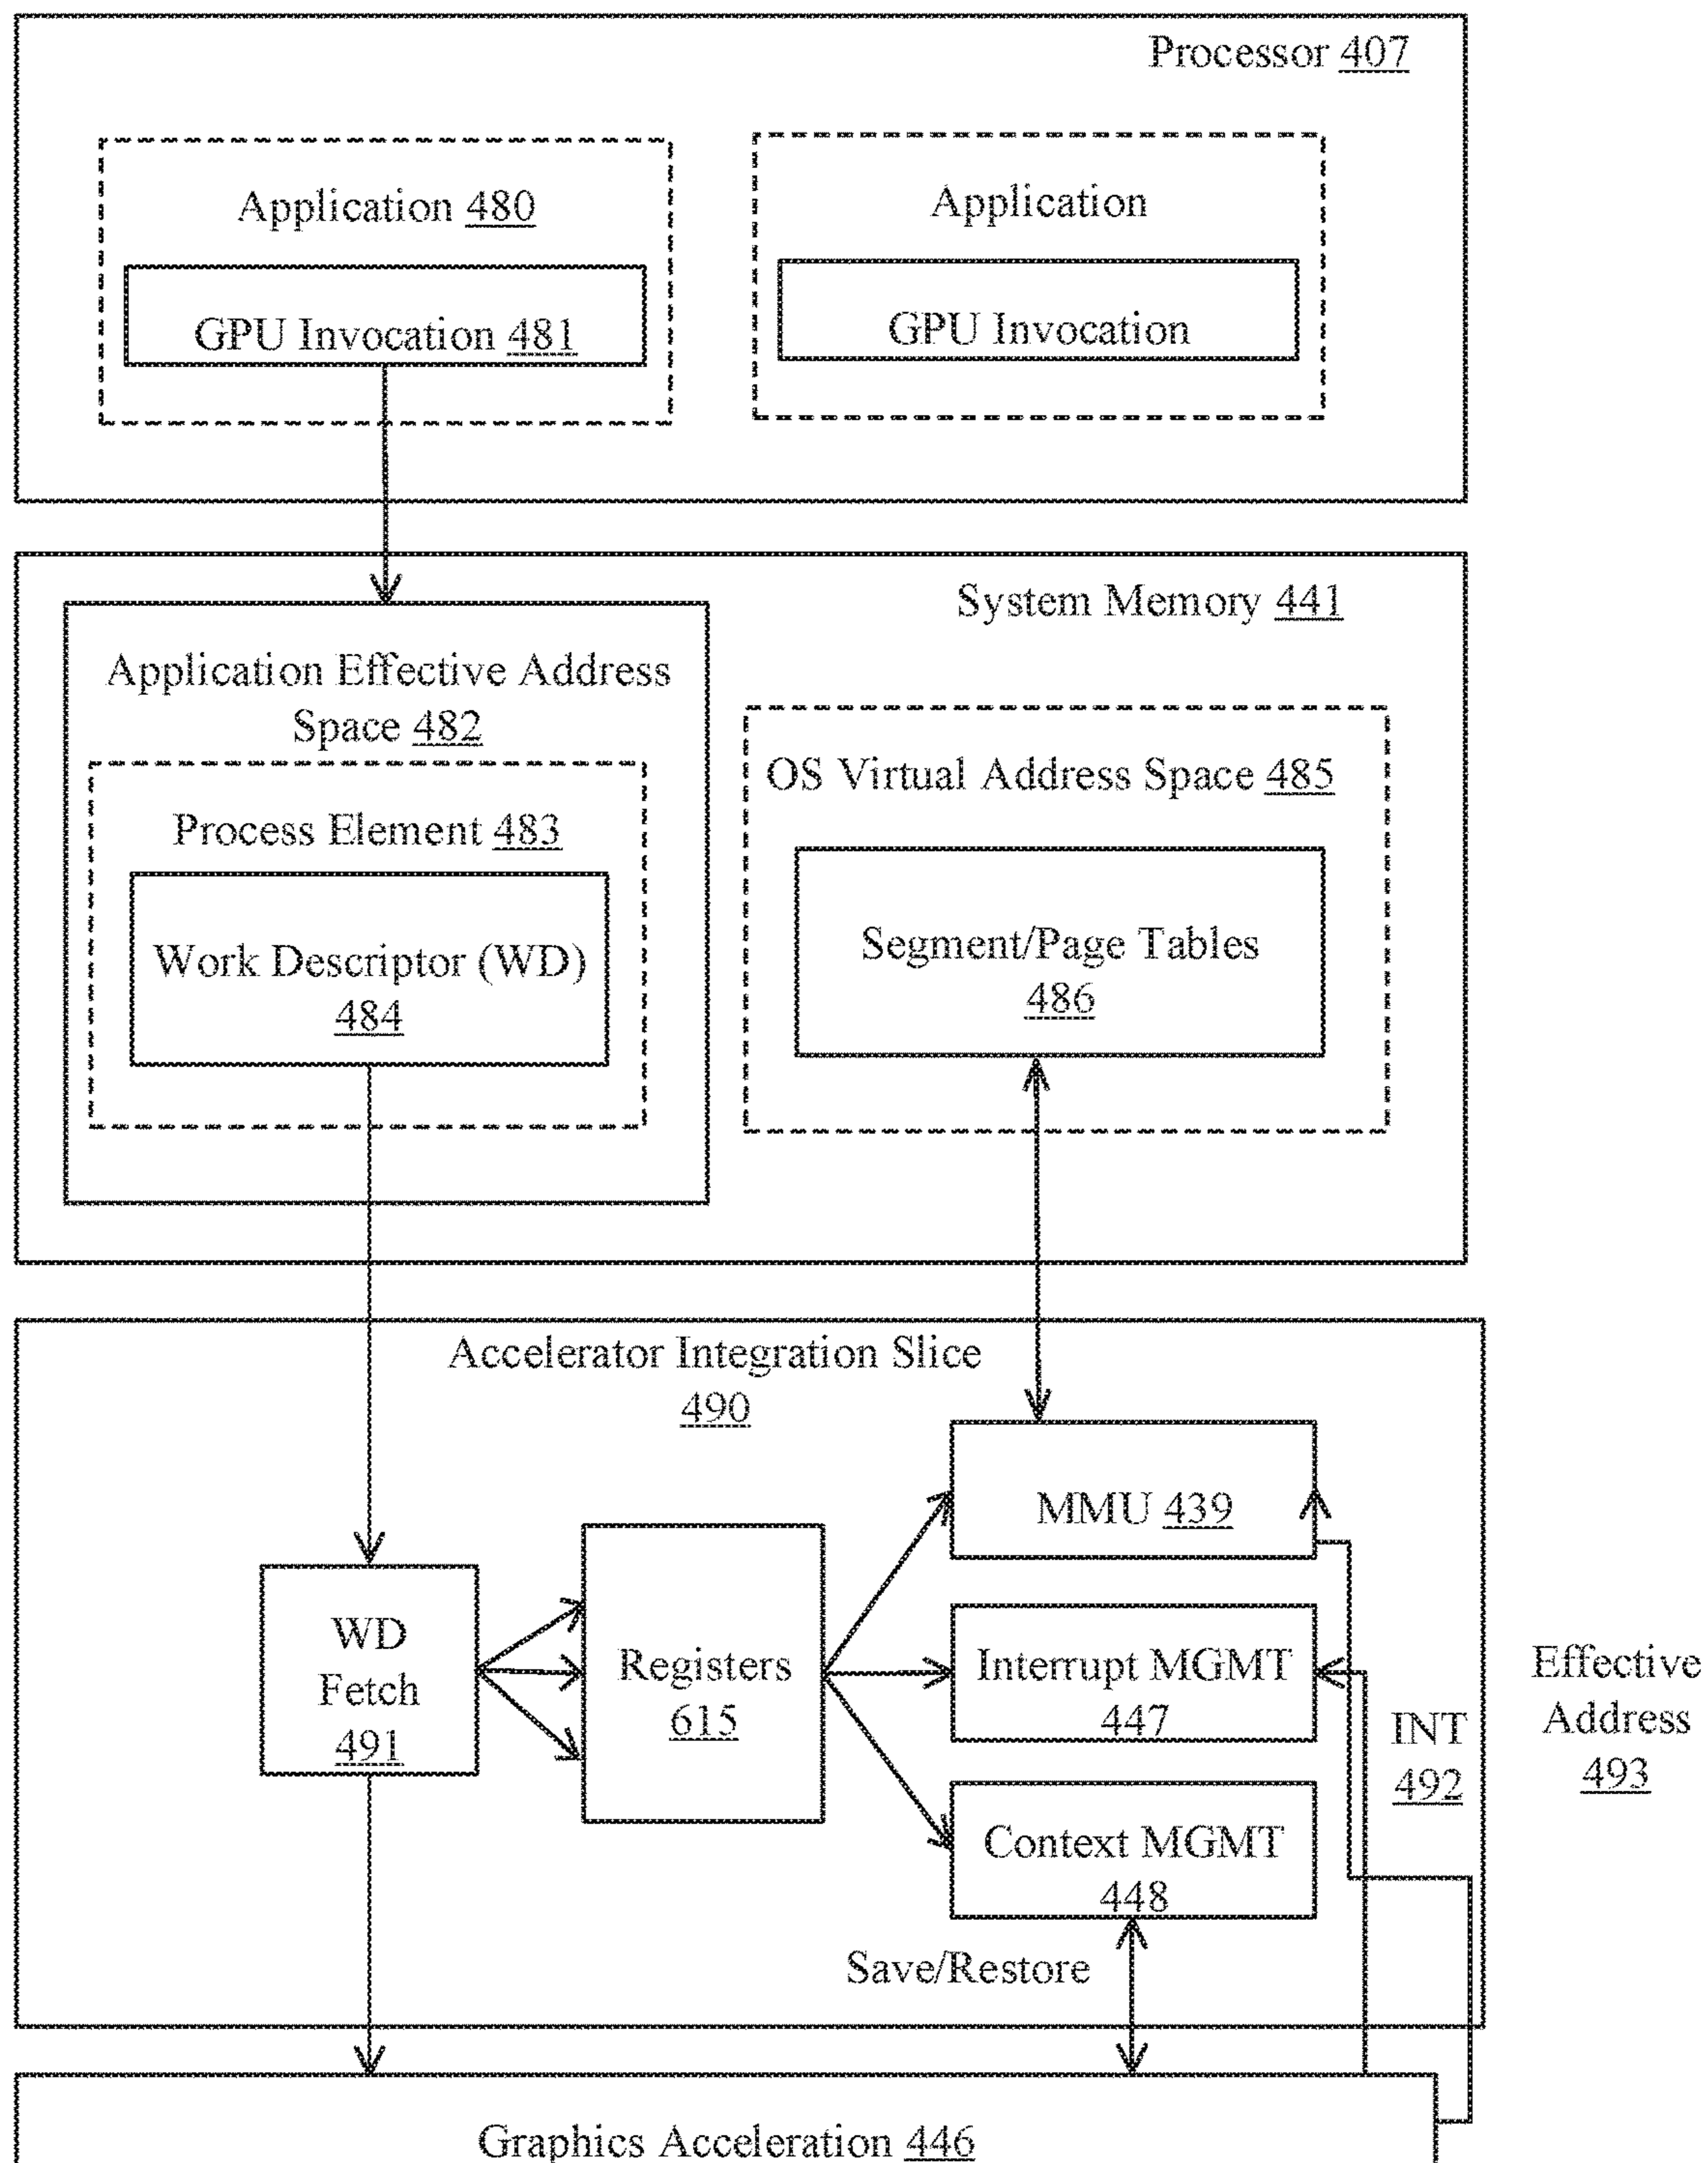 Processor 407
Application 480
Application
GPU Invocation 481
GPU Invocation
System Memory 441
Application Effective Address
Space 482
OS Virtual Address Space 485
Process Element 483
Segment/Page Tables
486
Work Descriptor (WD)
484
Accelerator Integration Slice
490
MMU 439
WD
Fetch
491
Registers
615
Interrupt MGMT
447
INT
492
Effective
Address
493
Context MGMT
448
Save/Restore
Graphics Acceleration 446